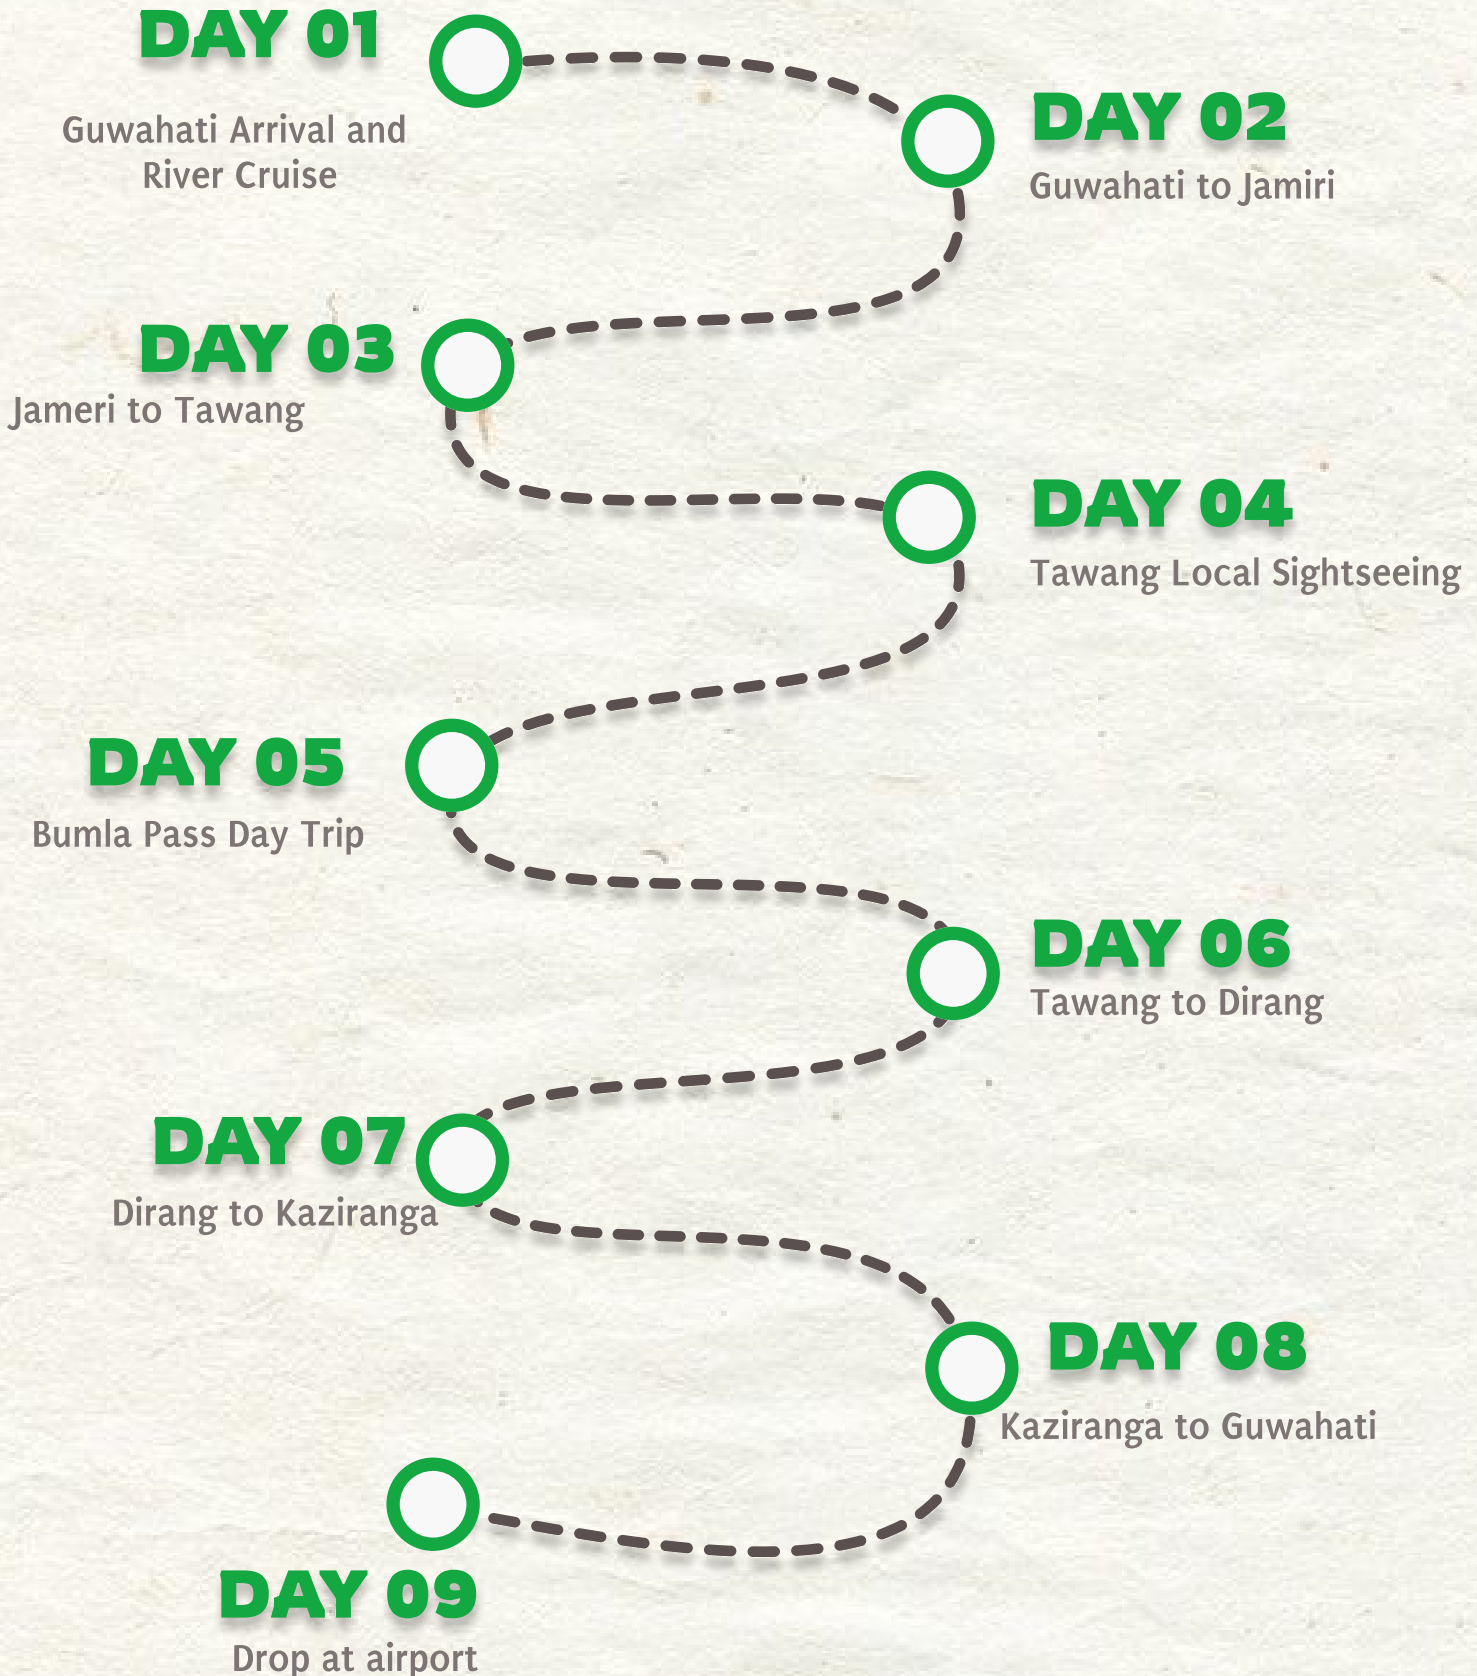 DAY 01
Guwahati Arrival and
River Cruise
DAY 02
Guwahati to Jamiri
DAY 03
Jameri to Tawang
DAY 04
Tawang Local Sightseeing
DAY 05
Bumla Pass Day Trip
DAY 06
Tawang to Dirang
DAY 07
Dirang to Kaziranga
DAY 08
Kaziranga to Guwahati
DAY 09
Drop at airport